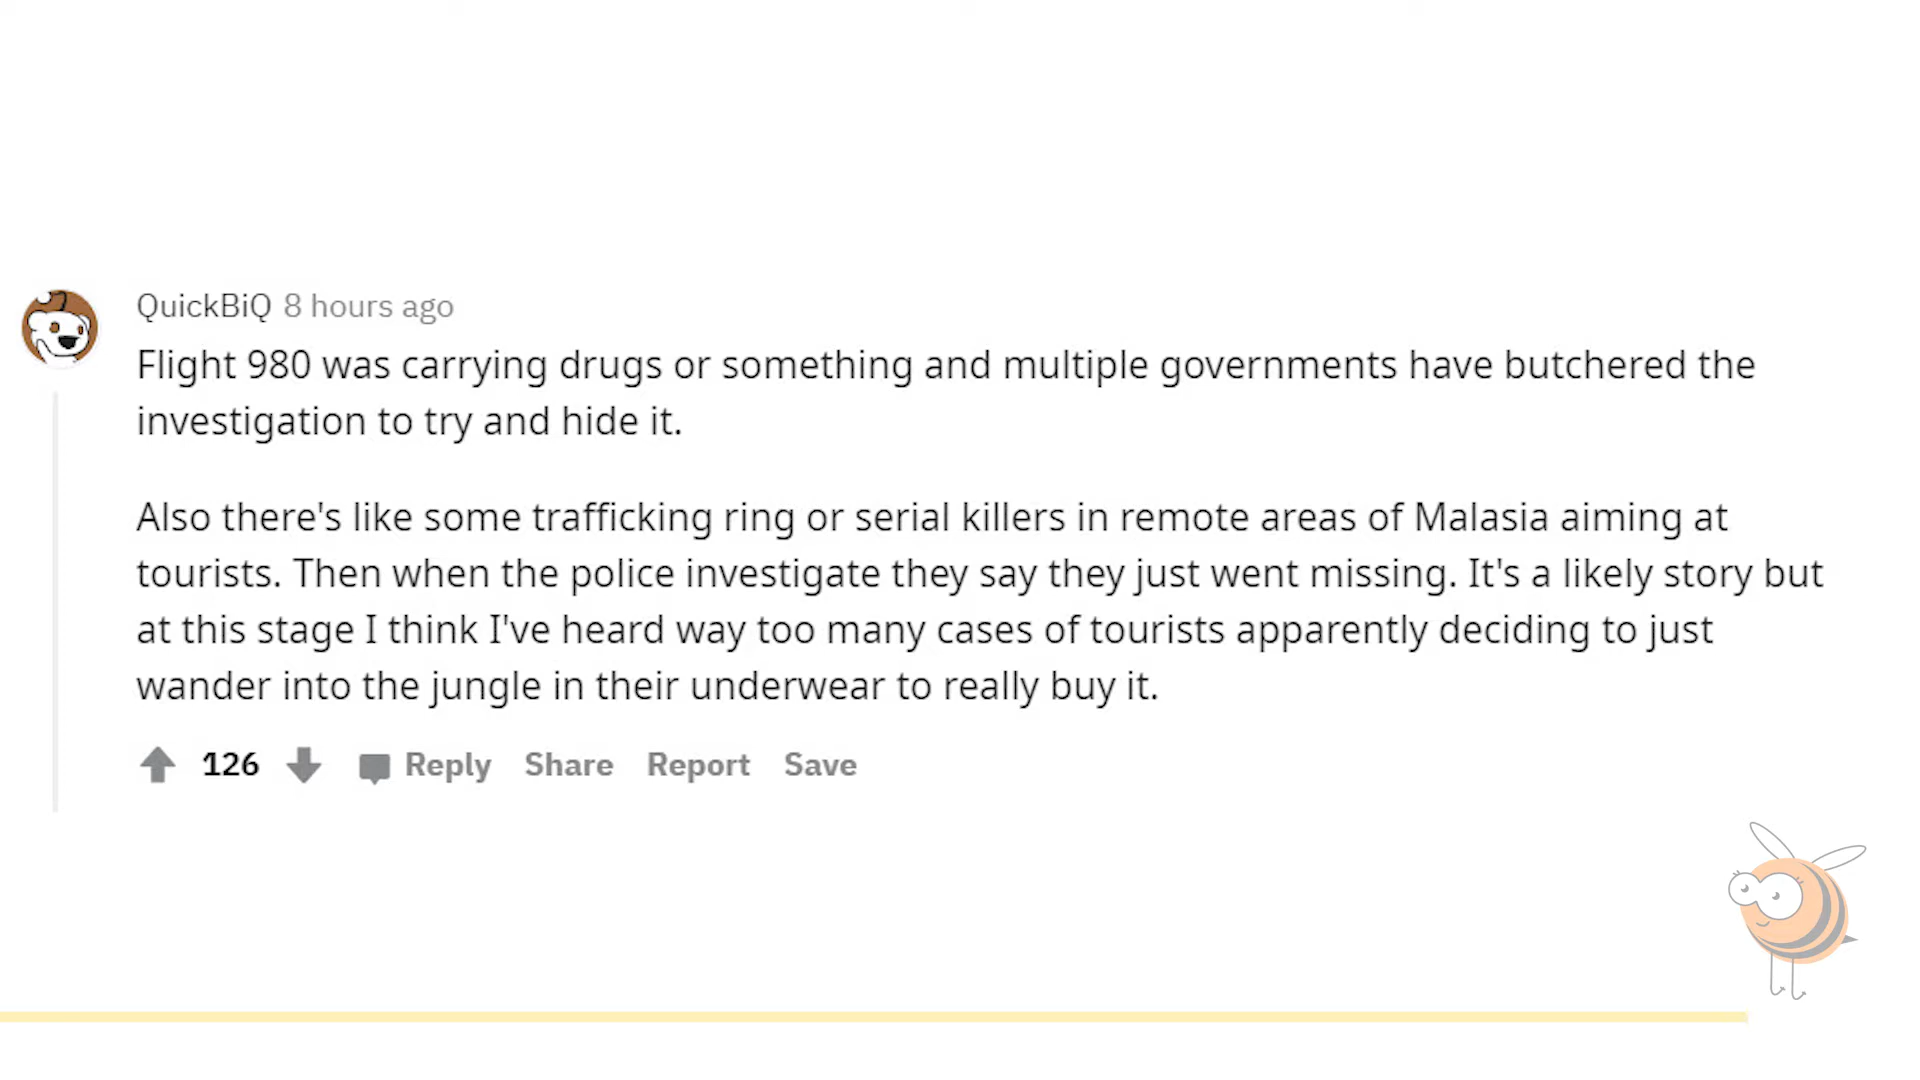 QuickBiQ 8 hours ago
Flight 980 was carrying drugs or something and multiple governments have butchered the
investigation to try and hide it.
Also there's like some trafficking ring or serial killers in remote areas of Malasia aiming at
tourists. Then when the police investigate they say they just went missing. It's a likely story but
at this stage I think I've heard way too many cases of tourists apparently deciding to just
wander into the jungle in their underwear to really buy it.
126 Reply Share Report Save